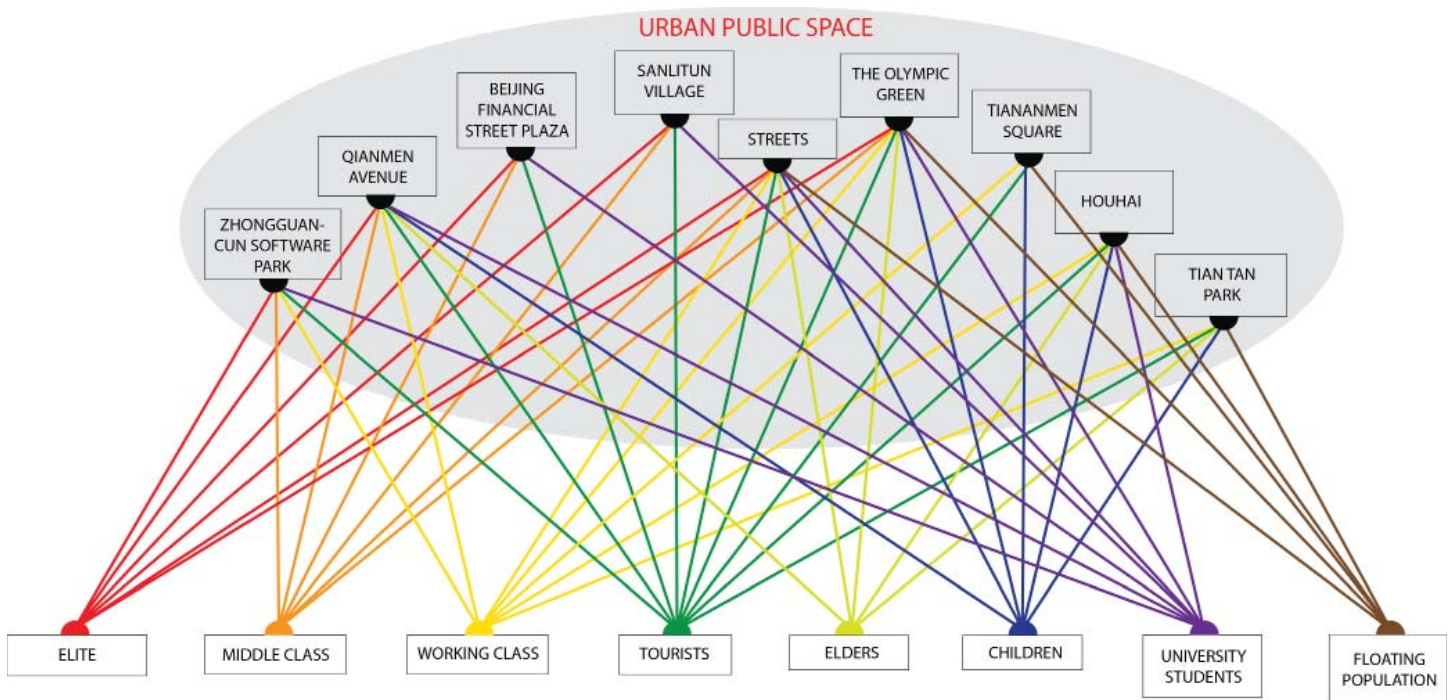 URBAN PUBLIC SPACE
SANLITUN
VILLAGE
THE OLYMPIC
GREEN
BEIJING
FINANCIAL
STREET PLAZA
TIANANMEN
SQUARE
STREETS
QIANMEN
AVENUE
HOUHAI
ZHONGGUAN-
CUN SOFTWARE
PARK
TIAN TAN
PARK
ELITE
MIDDLE CLASS
WORKING CLASS
TOURISTS
ELDERS
CHILDREN
UNIVERSITY
STUDENTS
FLOATING
POPULATION